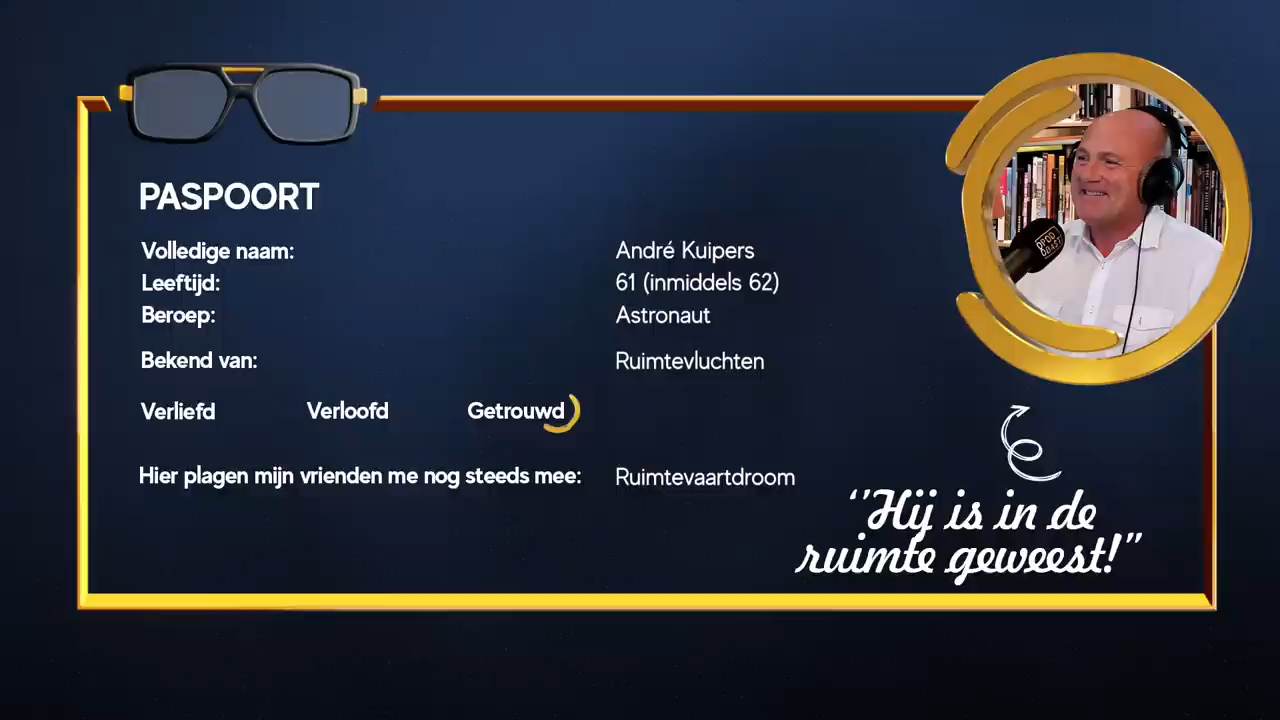 PASPOORT
Volledige naam: André Kuipers
Leeftijd: 61 (inmiddels 62)
Beroep: Astronaut
Bekend van: Ruimtevluchten
Verliefd Verloofd Getrouwd
Hier plagen mijn vrienden me nog steeds mee: Ruimtevaartdroom
‘’Hij is in de
ruimte geweest!’’